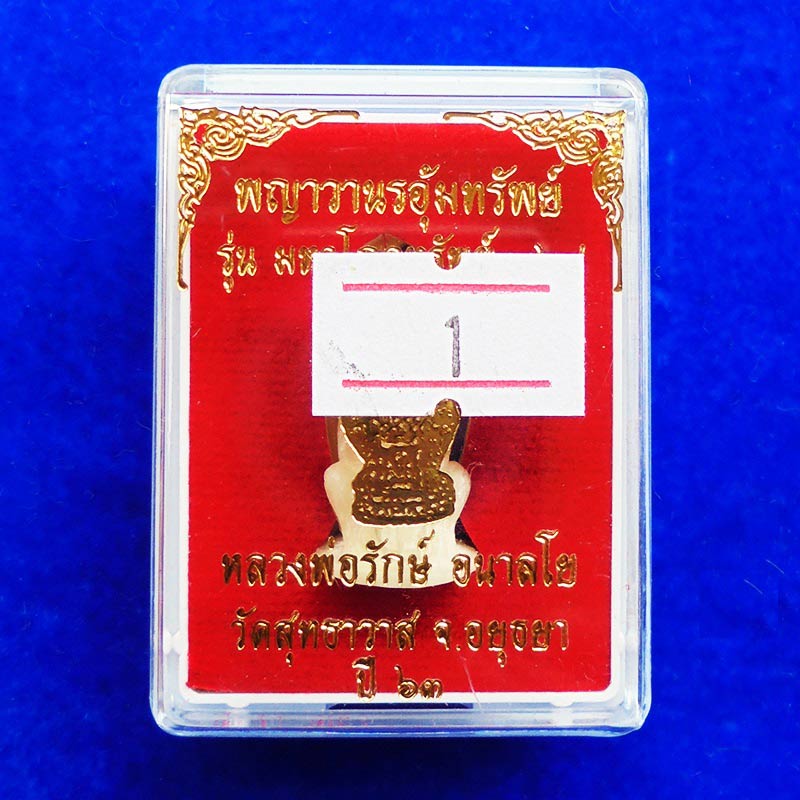 พญาวานรอุ้มทรัพย์
รุ่น
1
หลวงพ่อรักษ์ อนาลโย
วัดสุทธาวาส จ.อยุธยา
ปี ๖๓